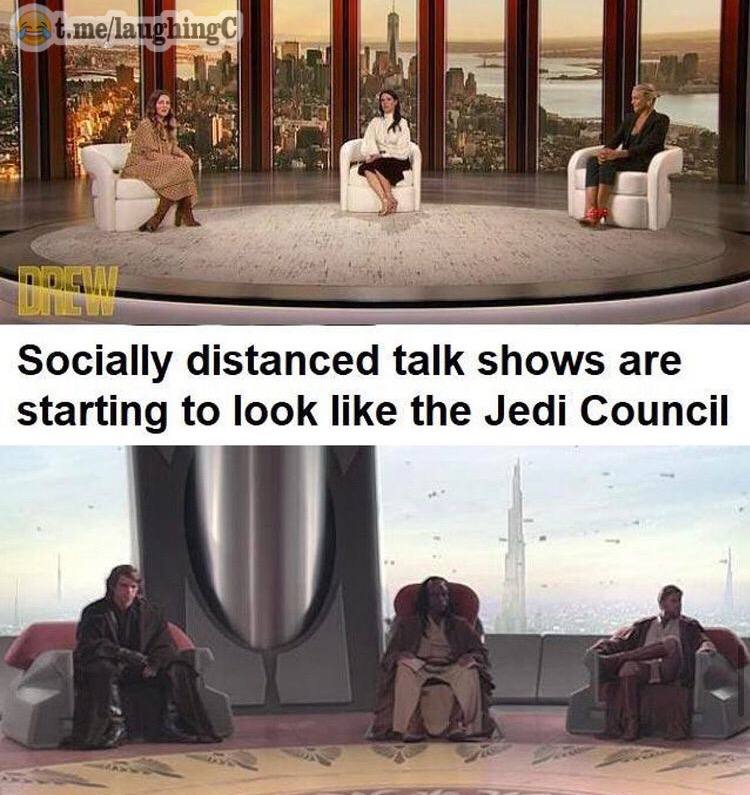 t.me/laughingC
DREW
Socially distanced talk shows are
starting to look like the Jedi Council